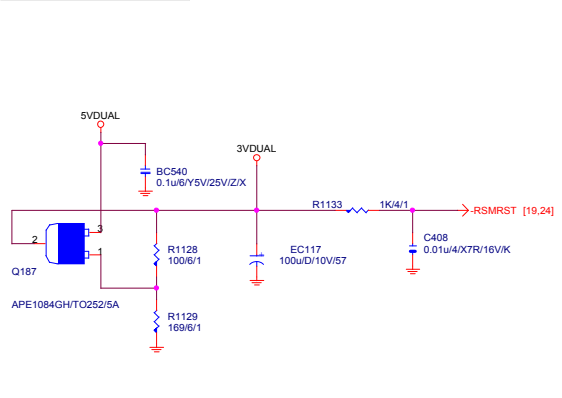 5VDUAL
3VDUAL
BC540
0.1u/6/Y5V/25V/Z/X
R1133
1K/4/1
-RSMRST [19,24]
3
2
1
Q187
R1128
100/6/1
EC117
100u/D/10V/57
C408
0.01u/4/X7R/16V/K
APE1084GH/TO252/5A
R1129
169/6/1